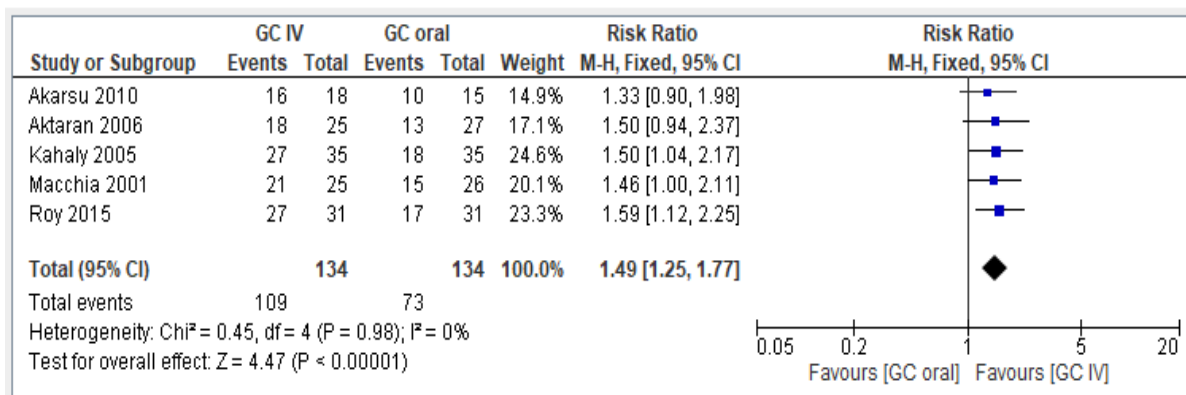 GC IV GC oral Risk Ratio Risk Ratio
Study or Subgroup Events Total Events Total Weight M-H, Fixed, 95% CI M-H, Fixed, 95% CI
Akarsu 2010 16 18 10 15 14.9% 1.33 [0.90, 1.98]
Aktaran 2006 18 25 13 27 17.1% 1.50 [0.94, 2.37]
Kahaly 2005 27 35 18 35 24.6% 1.50 [1.04, 2.17]
Macchia 2001 21 25 15 26 20.1% 1.46 [1.00, 2.11]
Roy 2015 27 31 17 31 23.3% 1.59 [1.12, 2.25]
Total (95% CI) 134 134 100.0% 1.49 [1.25, 1.77]
Total events 109 73
Heterogeneity: Chi² = 0.45, df = 4 (P = 0.98); I² = 0%
Test for overall effect: Z = 4.47 (P < 0.00001)
0.05 0.2 1 5 20
Favours [GC oral] Favours [GC IV]